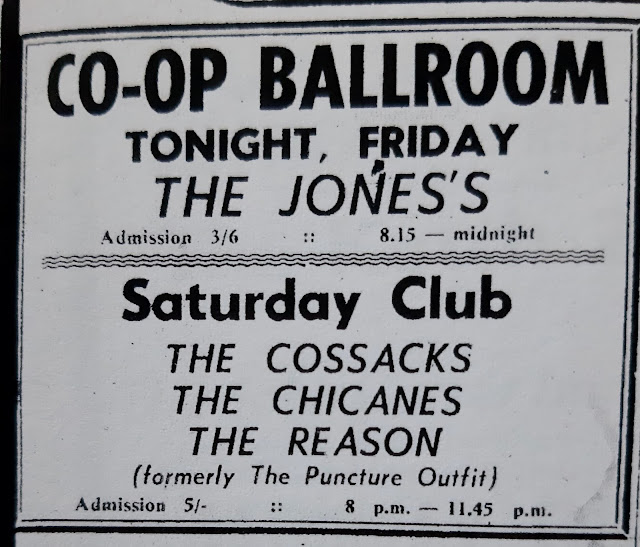 CO-OP BALLROOM
TONIGHT, FRIDAY
THE JONES'S
Admission 3/6 :: 8.15 — midnight
Saturday Club
THE COSSACKS
THE CHICANES
THE REASON
(formerly The Puncture Outfit)
Admission 5/- :: 8 p.m. — 11.45 p.m.